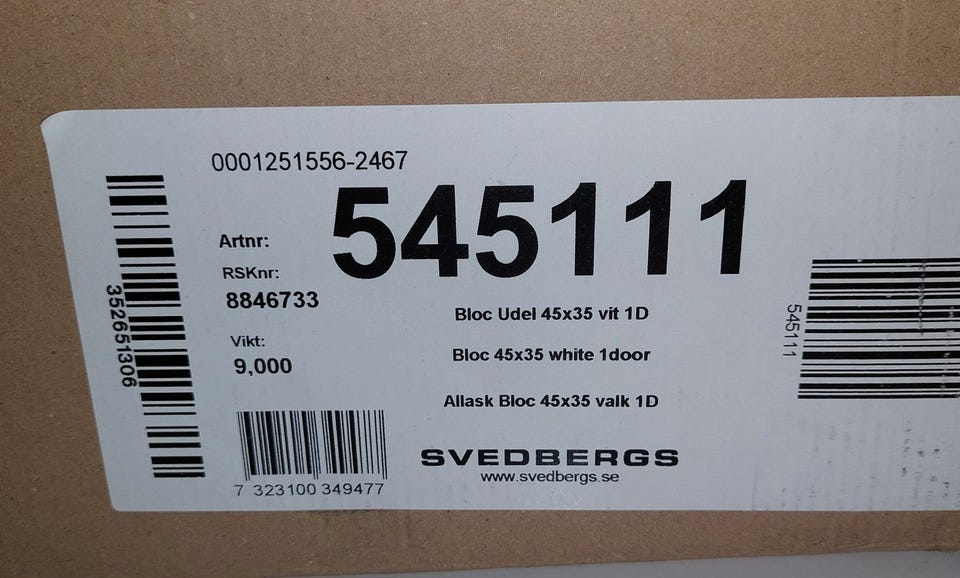 0001251556-2467
Artnr:
545111
RSKnr:
8846733
Vikt:
9,000
Bloc Udel 45x35 vit 1D
Bloc 45x35 white 1door
Allask Bloc 45x35 valk 1D
SVEDBERGS
www.svedbergs.se
7 323100 349477
352651306
545111